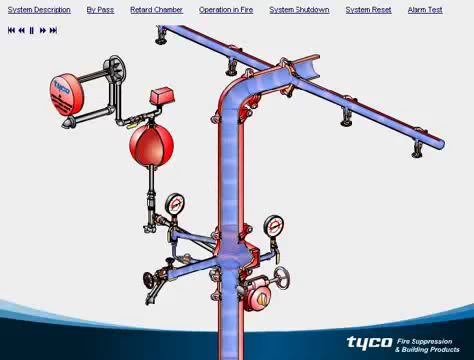 System Description By Pass Retard Chamber Operation in Fire System Shutdown System Reset Alarm Test
tyco
tyco Fire Suppression
& Building Products